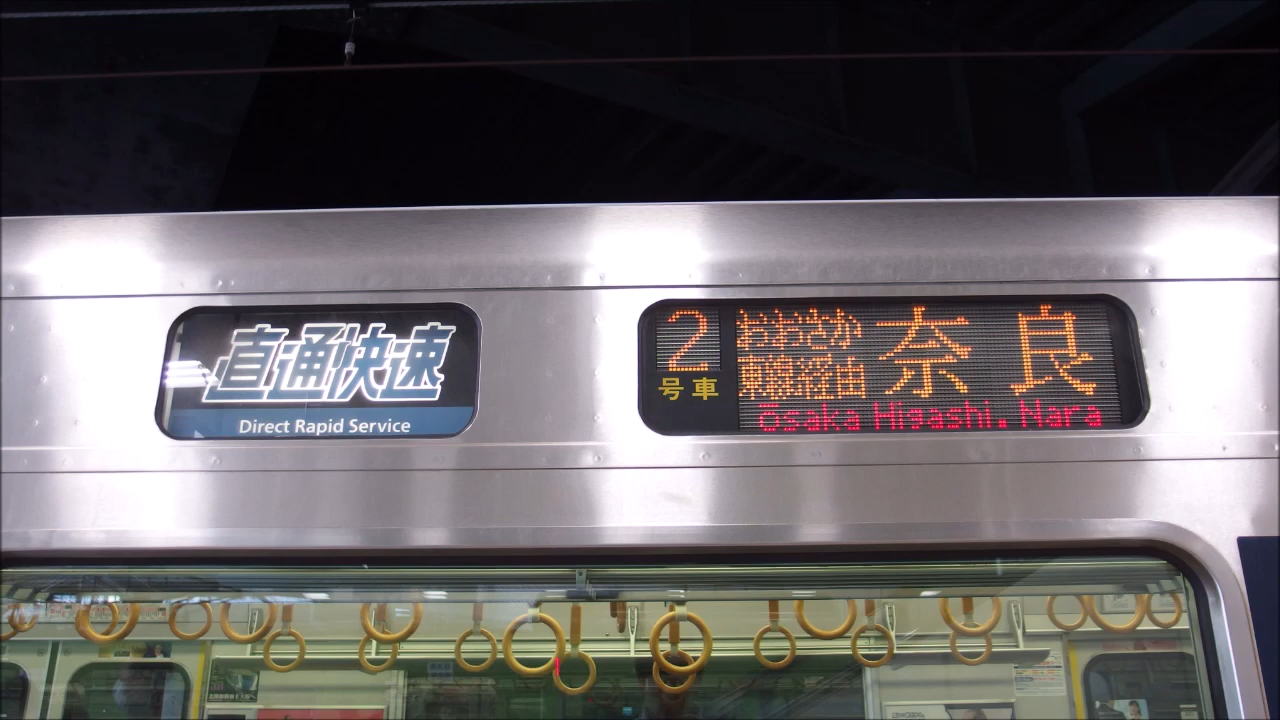 直通快速
Direct Rapid Service
2
号車
おおさか
東線経由
奈良
Osaka Higashi. Nara